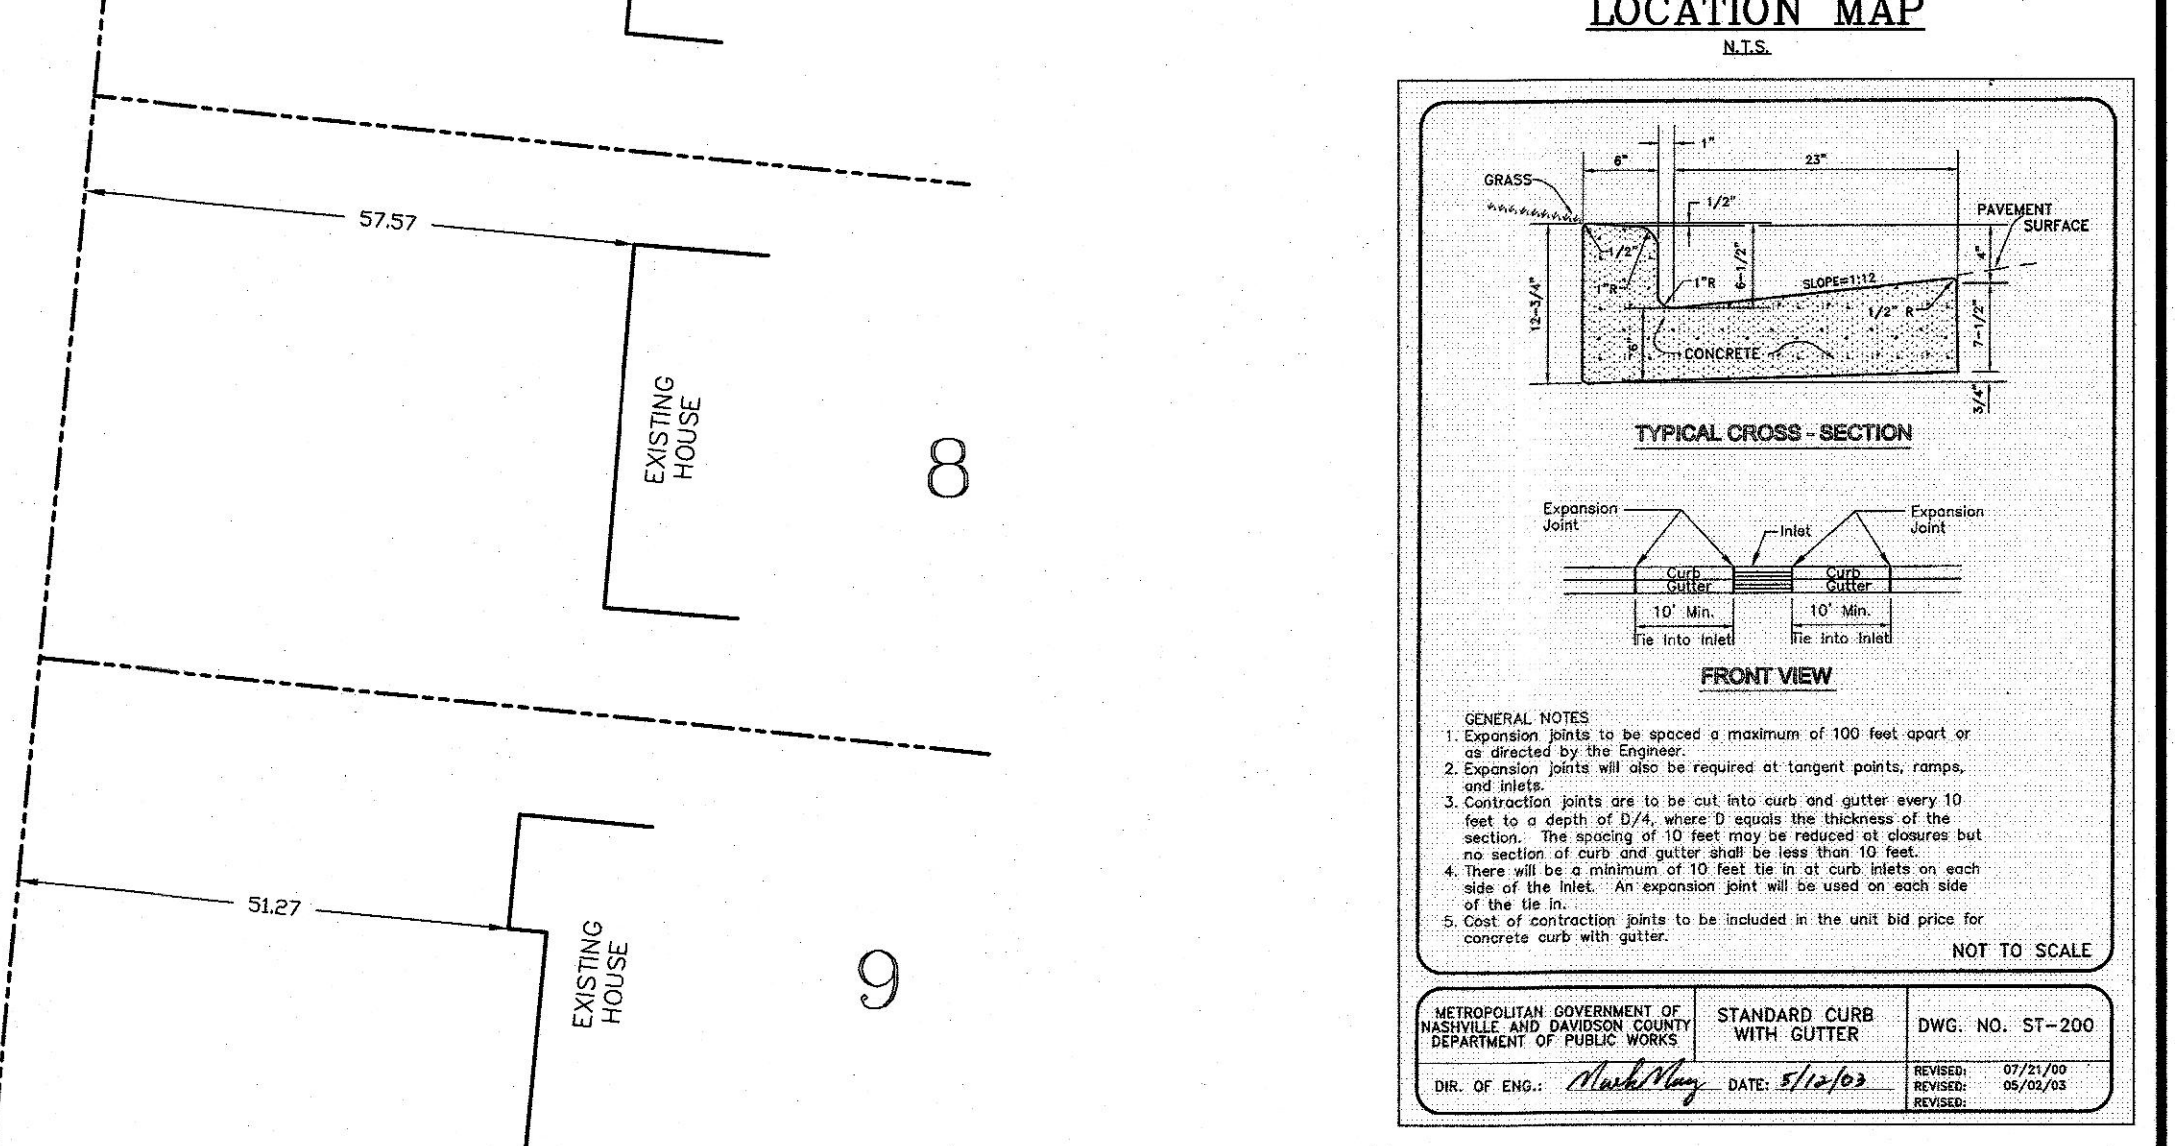 LOCATION MAP
N.T.S.
57.57
EXISTING
HOUSE
8
51.27
EXISTING
HOUSE
9
1"
6"
23"
GRASS
1/2"
PAVEMENT
SURFACE
1/2"
6-1/2"
4"
1"R
1"R
SLOPE=1:12
12-3/4"
1/2" R
7-1/2"
6"
CONCRETE
3/4"
TYPICAL CROSS - SECTION
Expansion
Joint
Inlet
Expansion
Joint
Curb
Gutter
Curb
Gutter
10' Min.
10' Min.
Tie Into Inlet
Tie Into Inlet
FRONT VIEW
GENERAL NOTES
1. Expansion joints to be spaced a maximum of 100 feet apart or
as directed by the Engineer.
2. Expansion joints will also be required at tangent points, ramps,
and inlets.
3. Contraction joints are to be cut into curb and gutter every 10
feet to a depth of D/4, where D equals the thickness of the
section. The spacing of 10 feet may be reduced at closures but
no section of curb and gutter shall be less than 10 feet.
4. There will be a minimum of 10 feet tie in at curb inlets on each
side of the inlet. An expansion joint will be used on each side
of the tie in.
5. Cost of contraction joints to be included in the unit bid price for
concrete curb with gutter.
NOT TO SCALE
METROPOLITAN GOVERNMENT OF
NASHVILLE AND DAVIDSON COUNTY
DEPARTMENT OF PUBLIC WORKS
STANDARD CURB
WITH GUTTER
DWG. NO. ST-200
DIR. OF ENG.: Mark Macy
DATE: 5/12/03
REVISED: 07/21/00
REVISED: 05/02/03
REVISED: